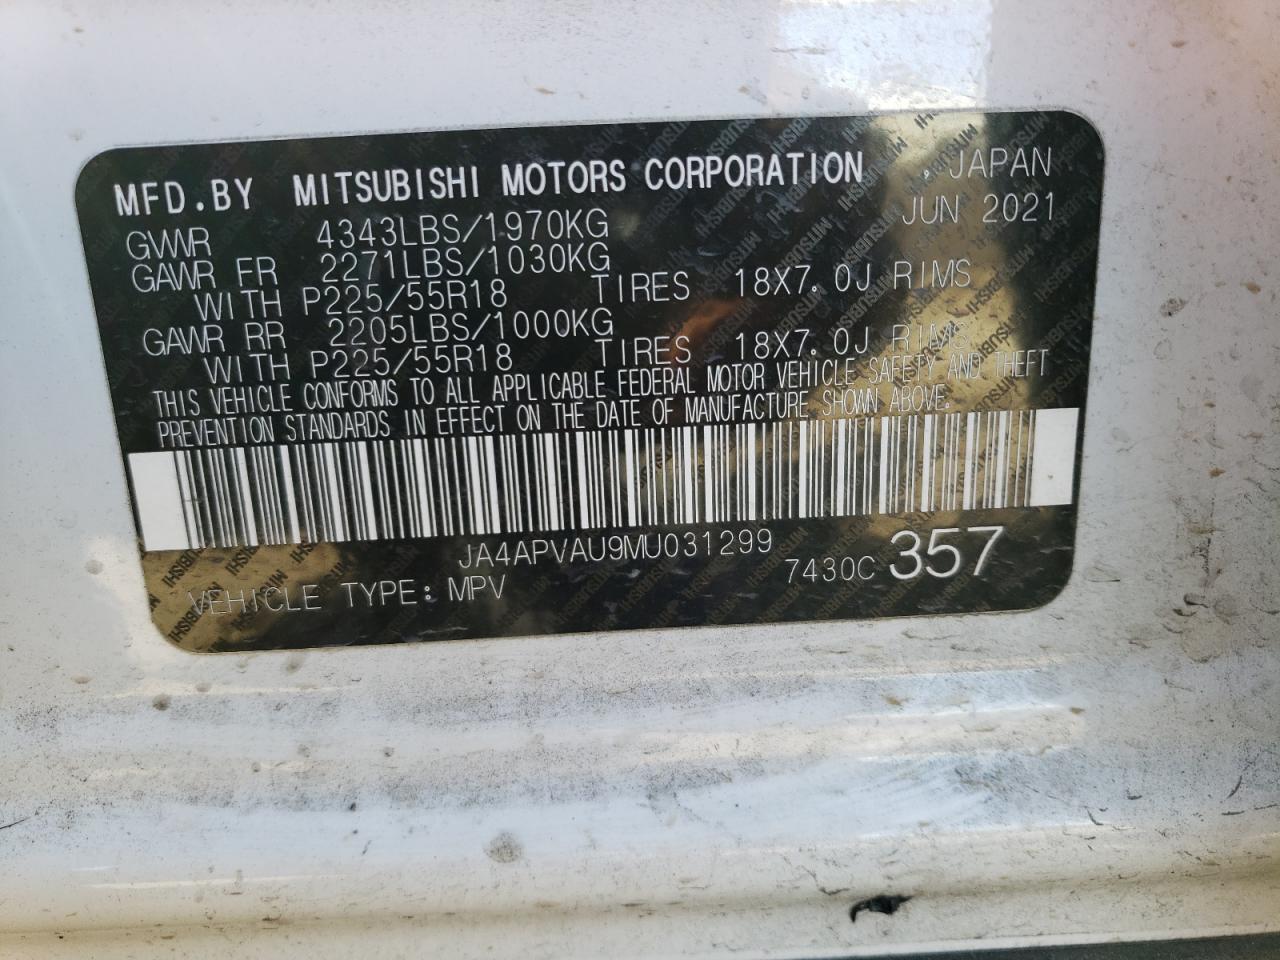 MFD.BY MITSUBISHI MOTORS CORPORATION , JAPAN
GVWR 4343LBS/1970KG JUN 2021
GAWR FR 2271LBS/1030KG
WITH P225/55R18 TIRES 18X7.0J RIMS
GAWR RR 2205LBS/1000KG
WITH P225/55R18 TIRES 18X7.0J RIMS
THIS VEHICLE CONFORMS TO ALL APPLICABLE FEDERAL MOTOR VEHICLE SAFETY AND THEFT
PREVENTION STANDARDS IN EFFECT ON THE DATE OF MANUFACTURE SHOWN ABOVE.
JA4APVAU9MU031299
7430C 357
VEHICLE TYPE: MPV